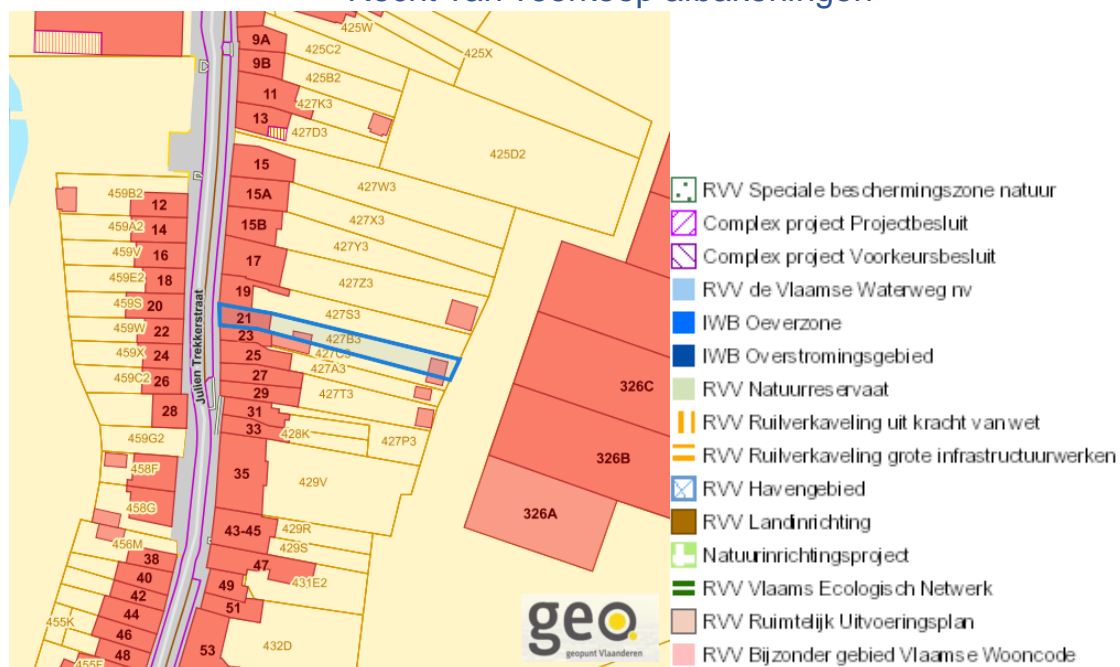 Recht van voorkoop afbakeningen
425W
425X
9A
425C2
9B
425B2
11
427K3
13
427D3
425D2
15
427W3
15A
427X3
15B
427Y3
17
427Z3
19
427S3
21
427B3
23
427C3
25
427A3
27
427T3
29
31
428K
33
427P3
35
429V
43-45
429R
429S
47
431E2
49
51
432D
53
459B2
12
459A2
14
459V
16
459E2
18
459S
20
459W
22
459X
24
459C2
26
28
459G2
458F
458G
456M
38
40
42
44
455K
46
48
455F
Julien Trekkerstraat
326C
326B
326A
geo.
geopunt Vlaanderen
RVV Speciale beschermingszone natuur
Complex project Projectbesluit
Complex project Voorkeursbesluit
RVV de Vlaamse Waterweg nv
IWB Oeverzone
IWB Overstromingsgebied
RVV Natuurreservaat
RVV Ruilverkaveling uit kracht van wet
RVV Ruilverkaveling grote infrastructuurwerken
RVV Havengebied
RVV Landinrichting
Natuurinrichtingsproject
RVV Vlaams Ecologisch Netwerk
RVV Ruimtelijk Uitvoeringsplan
RVV Bijzonder gebied Vlaamse Wooncode